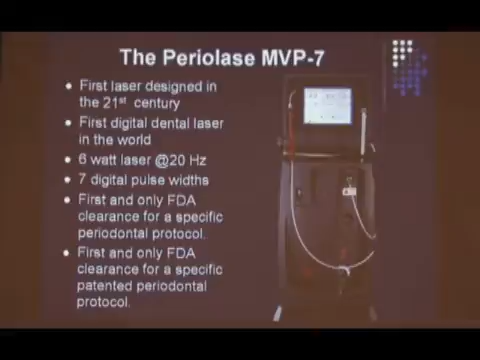 The Periolase MVP-7
• First laser designed in
the 21st century
• First digital dental laser
in the world
• 6 watt laser @20 Hz
• 7 digital pulse widths
• First and only FDA
clearance for a specific
periodontal protocol.
• First and only FDA
clearance for a specific
patented periodontal
protocol.